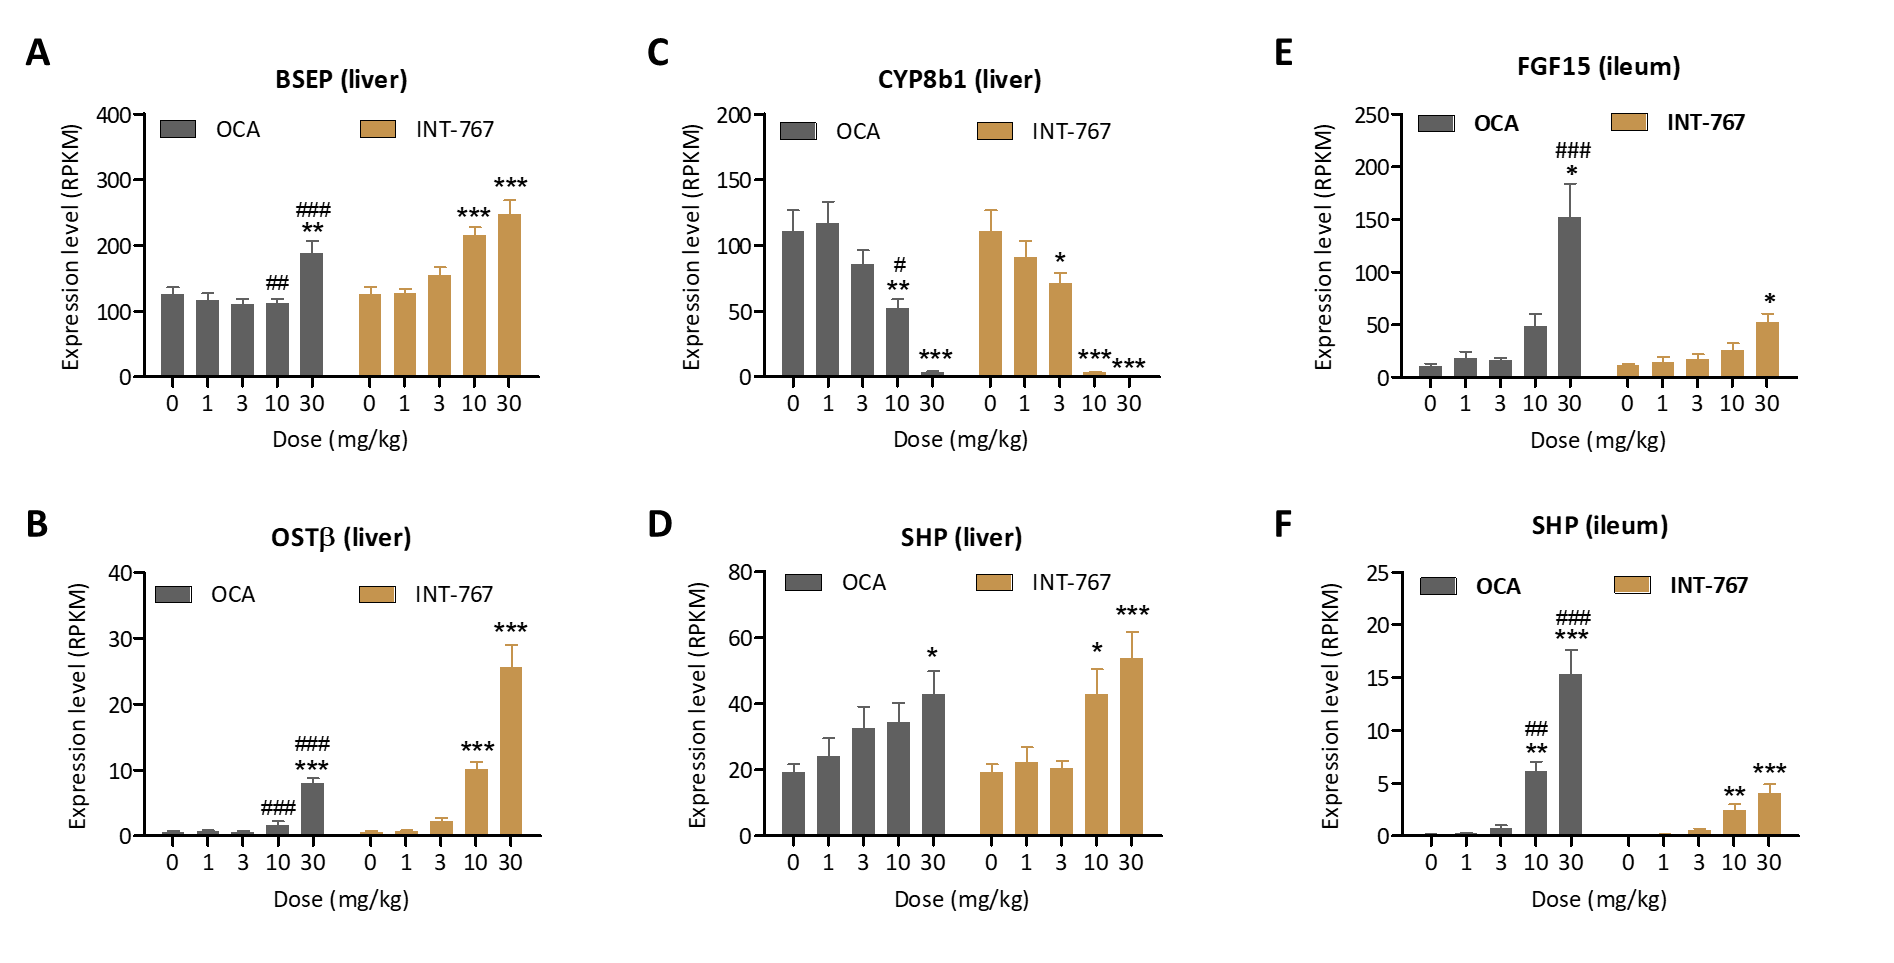 A
BSEP (liver)
Expression level (RPKM)
400
300
200
100
0
OCA
INT-767
##
###
**
***
***
0 1 3 10 30 0 1 3 10 30
Dose (mg/kg)
C
CYP8b1 (liver)
Expression level (RPKM)
200
150
100
50
0
OCA
INT-767
#
**
***
*
***
***
0 1 3 10 30 0 1 3 10 30
Dose (mg/kg)
E
FGF15 (ileum)
Expression level (RPKM)
250
200
150
100
50
0
OCA
INT-767
###
*
*
0 1 3 10 30 0 1 3 10 30
Dose (mg/kg)
B
OSTβ (liver)
Expression level (RPKM)
40
30
20
10
0
OCA
INT-767
###
###
***
***
***
0 1 3 10 30 0 1 3 10 30
Dose (mg/kg)
D
SHP (liver)
Expression level (RPKM)
80
60
40
20
0
OCA
INT-767
*
*
***
0 1 3 10 30 0 1 3 10 30
Dose (mg/kg)
F
SHP (ileum)
Expression level (RPKM)
25
20
15
10
5
0
OCA
INT-767
##
**
###
***
**
***
0 1 3 10 30 0 1 3 10 30
Dose (mg/kg)